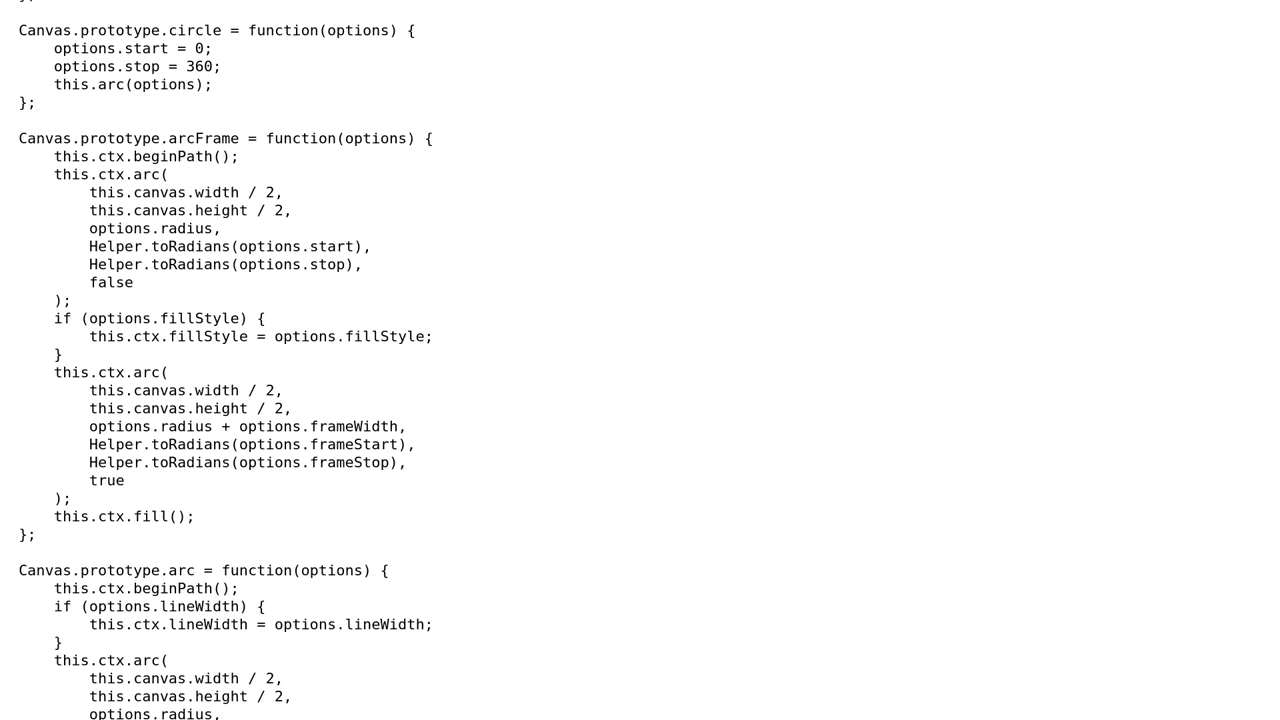 };
Canvas.prototype.circle = function(options) {
    options.start = 0;
    options.stop = 360;
    this.arc(options);
};

Canvas.prototype.arcFrame = function(options) {
    this.ctx.beginPath();
    this.ctx.arc(
        this.canvas.width / 2,
        this.canvas.height / 2,
        options.radius,
        Helper.toRadians(options.start),
        Helper.toRadians(options.stop),
        false
    );
    if (options.fillStyle) {
        this.ctx.fillStyle = options.fillStyle;
    }
    this.ctx.arc(
        this.canvas.width / 2,
        this.canvas.height / 2,
        options.radius + options.frameWidth,
        Helper.toRadians(options.frameStart),
        Helper.toRadians(options.frameStop),
        true
    );
    this.ctx.fill();
};

Canvas.prototype.arc = function(options) {
    this.ctx.beginPath();
    if (options.lineWidth) {
        this.ctx.lineWidth = options.lineWidth;
    }
    this.ctx.arc(
        this.canvas.width / 2,
        this.canvas.height / 2,
        options.radius,